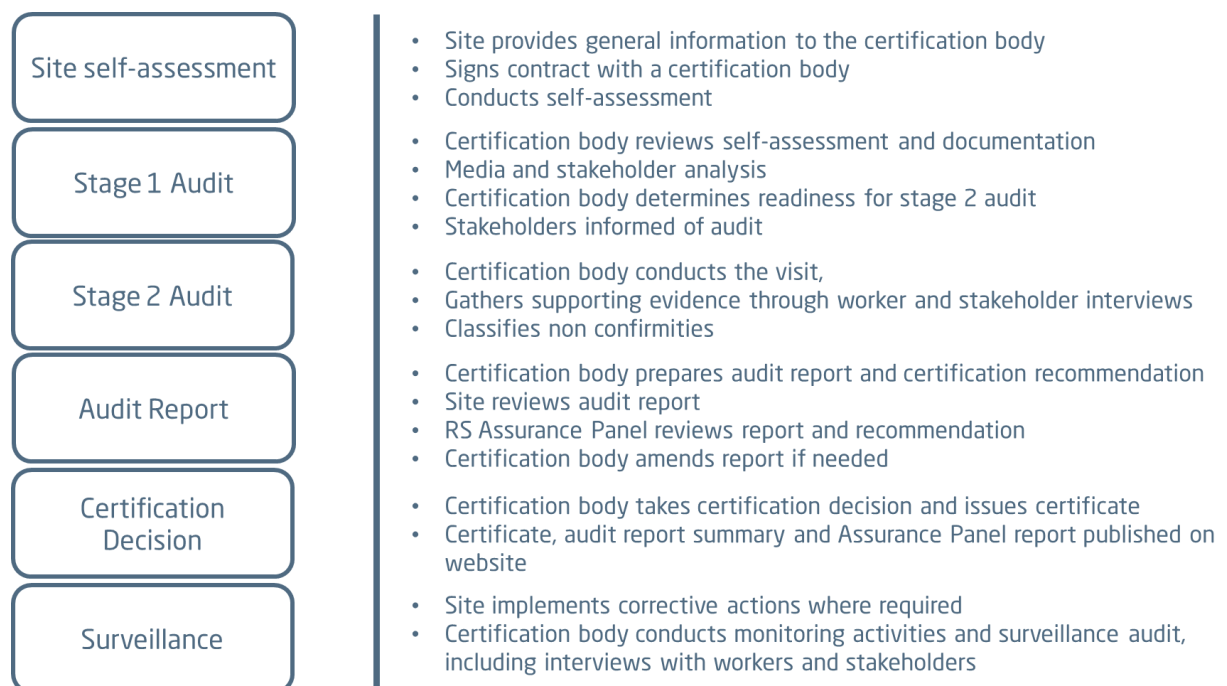 Site self-assessment
• Site provides general information to the certification body
• Signs contract with a certification body
• Conducts self-assessment
Stage 1 Audit
• Certification body reviews self-assessment and documentation
• Media and stakeholder analysis
• Certification body determines readiness for stage 2 audit
• Stakeholders informed of audit
Stage 2 Audit
• Certification body conducts the visit,
• Gathers supporting evidence through worker and stakeholder interviews
• Classifies non confirmities
Audit Report
• Certification body prepares audit report and certification recommendation
• Site reviews audit report
• RS Assurance Panel reviews report and recommendation
• Certification body amends report if needed
Certification
Decision
• Certification body takes certification decision and issues certificate
• Certificate, audit report summary and Assurance Panel report published on
website
Surveillance
• Site implements corrective actions where required
• Certification body conducts monitoring activities and surveillance audit,
including interviews with workers and stakeholders